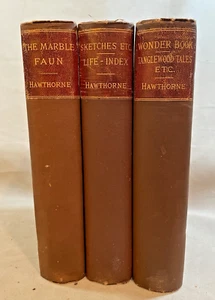 THE MARBLE
FAUN
HAWTHORNE
SKETCHES ETC.
LIFE - INDEX
HAWTHORNE
WONDER BOOK
TANGLEWOOD TALES
ETC.
HAWTHORNE